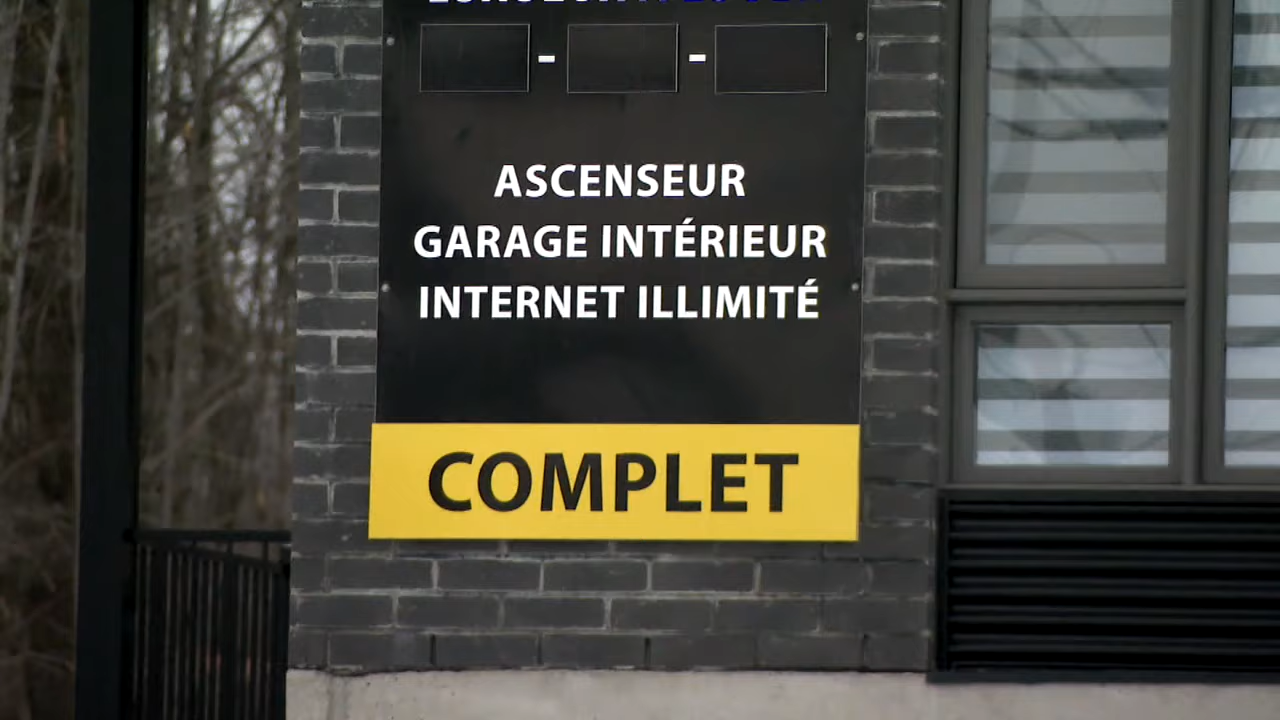 - -
ASCENSEUR
GARAGE INTÉRIEUR
INTERNET ILLIMITÉ
COMPLET